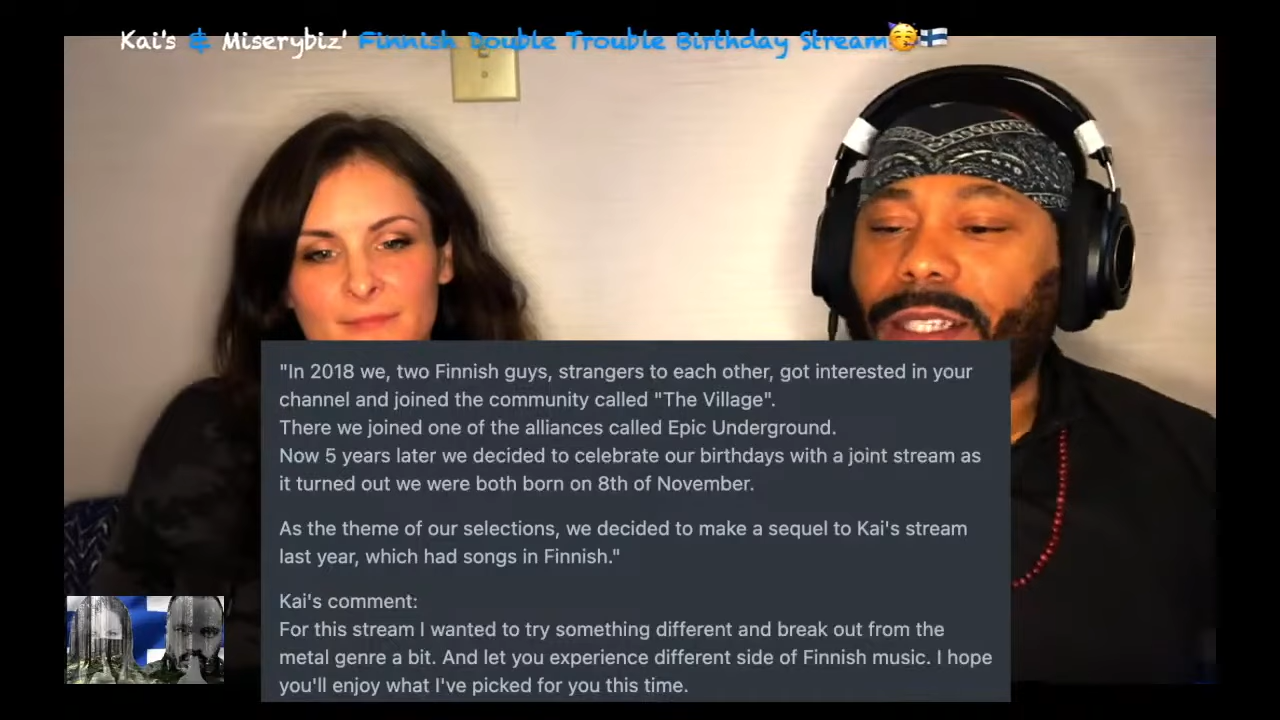 Kai's & Miserybiz' Finnish Double Trouble Birthday Stream🥳🇫🇮
"In 2018 we, two Finnish guys, strangers to each other, got interested in your
channel and joined the community called "The Village".
There we joined one of the alliances called Epic Underground.
Now 5 years later we decided to celebrate our birthdays with a joint stream as
it turned out we were both born on 8th of November.
As the theme of our selections, we decided to make a sequel to Kai's stream
last year, which had songs in Finnish."
Kai's comment:
For this stream I wanted to try something different and break out from the
metal genre a bit. And let you experience different side of Finnish music. I hope
you'll enjoy what I've picked for you this time.